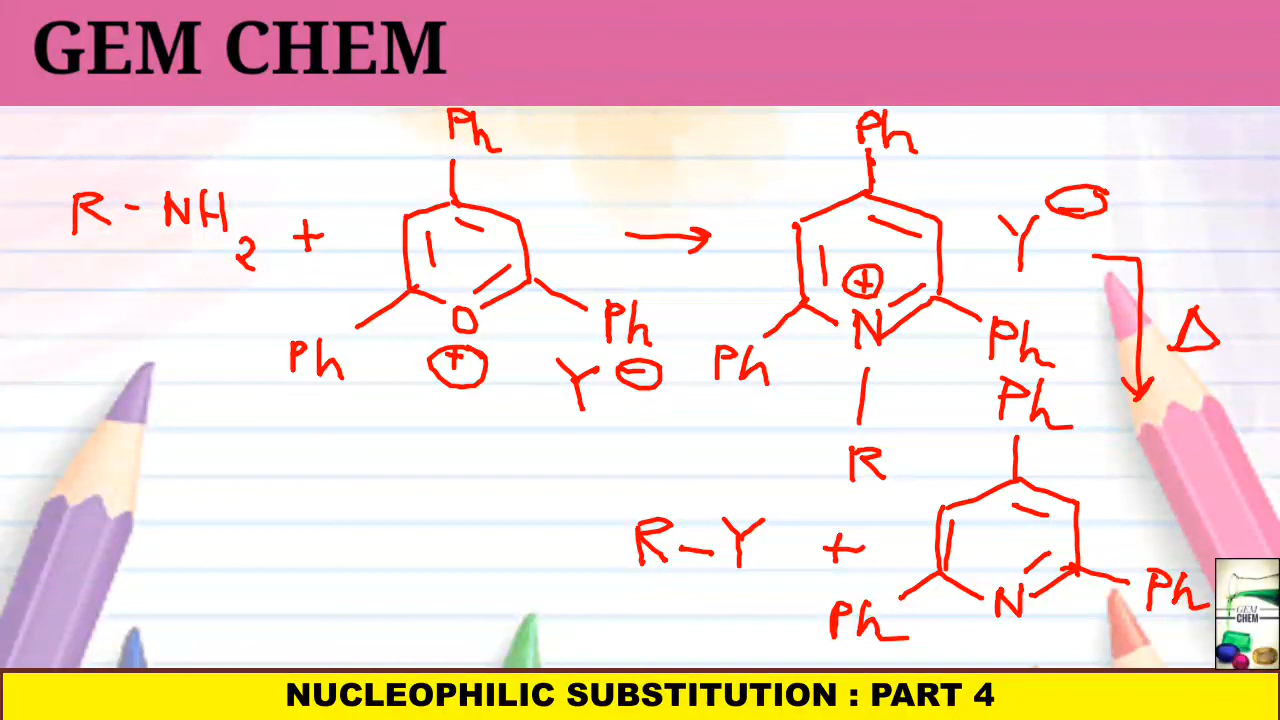 GEM CHEM
Ph
Ph
R - NH2 +
Y ⊖
⊕
O
Ph
N
Ph
Ph
⊕
Y ⊖
Ph
Δ
Ph
R
R-Y +
N
Ph
Ph
GEM
CHEM
NUCLEOPHILIC SUBSTITUTION : PART 4